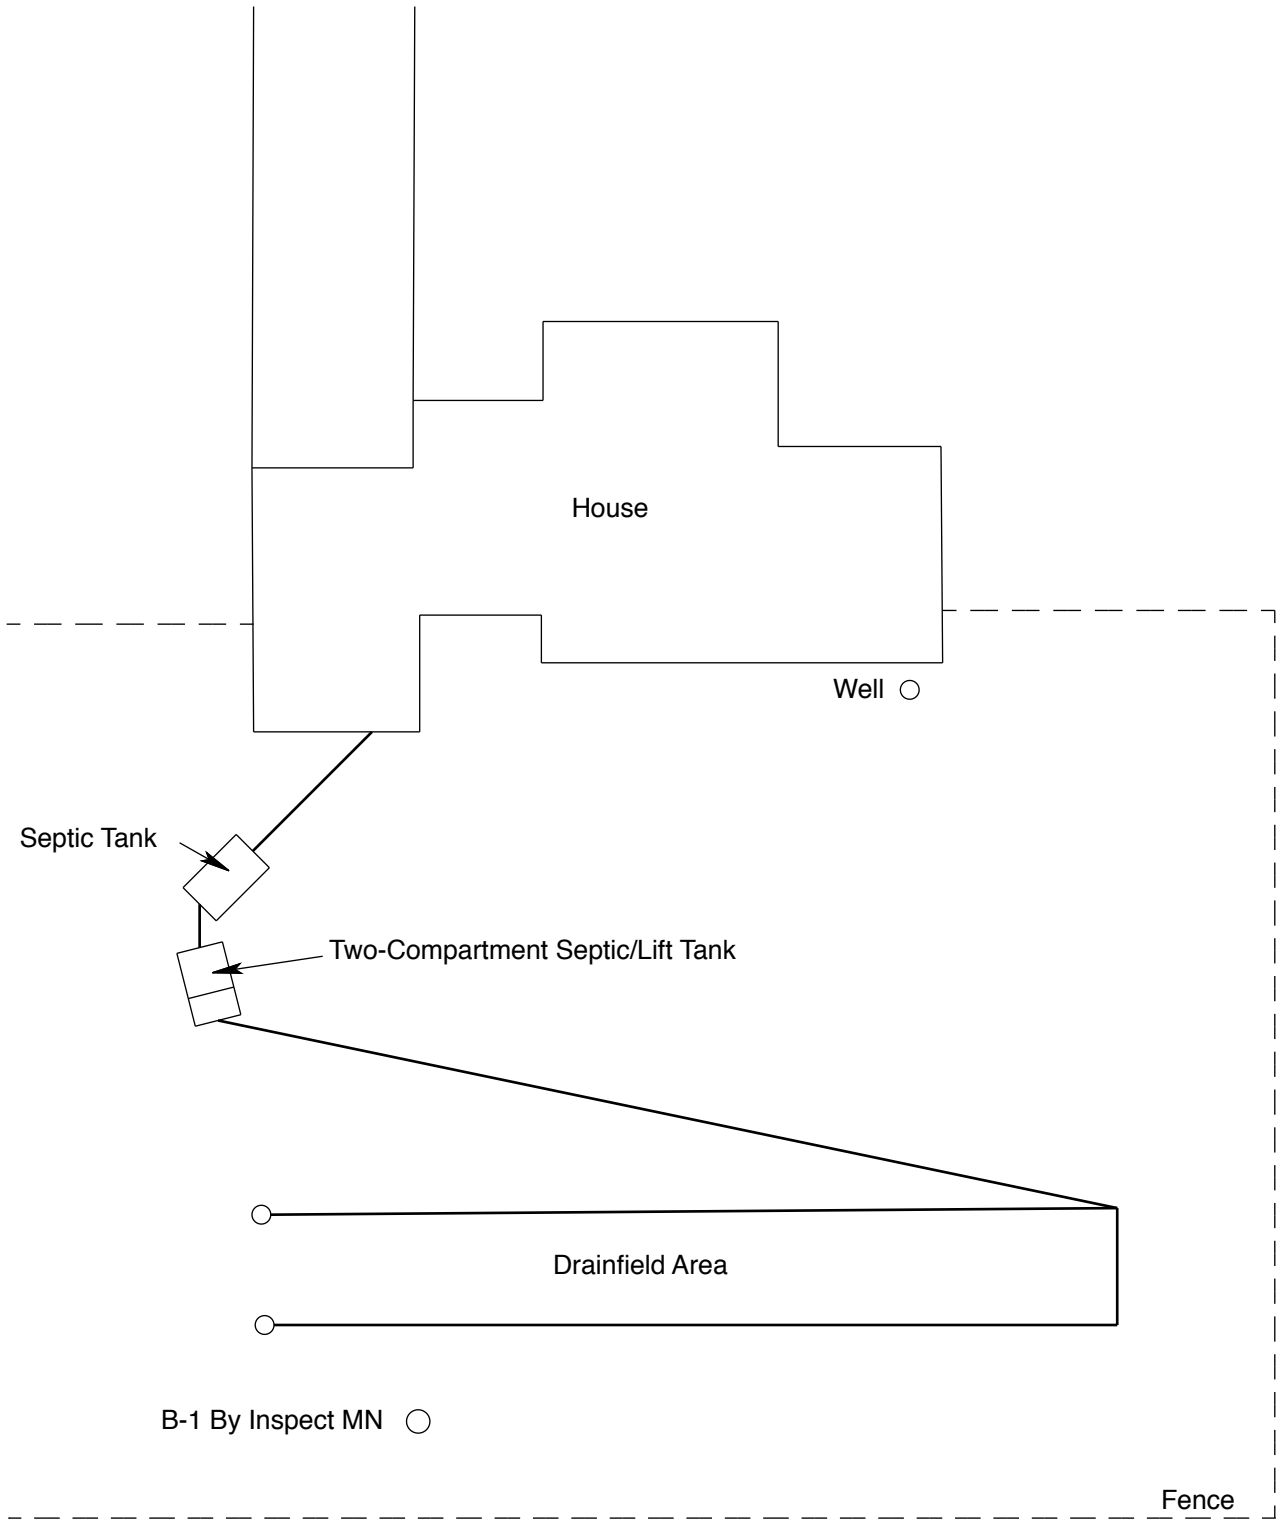 House
Well
Septic Tank
Two-Compartment Septic/Lift Tank
Drainfield Area
B-1 By Inspect MN
Fence